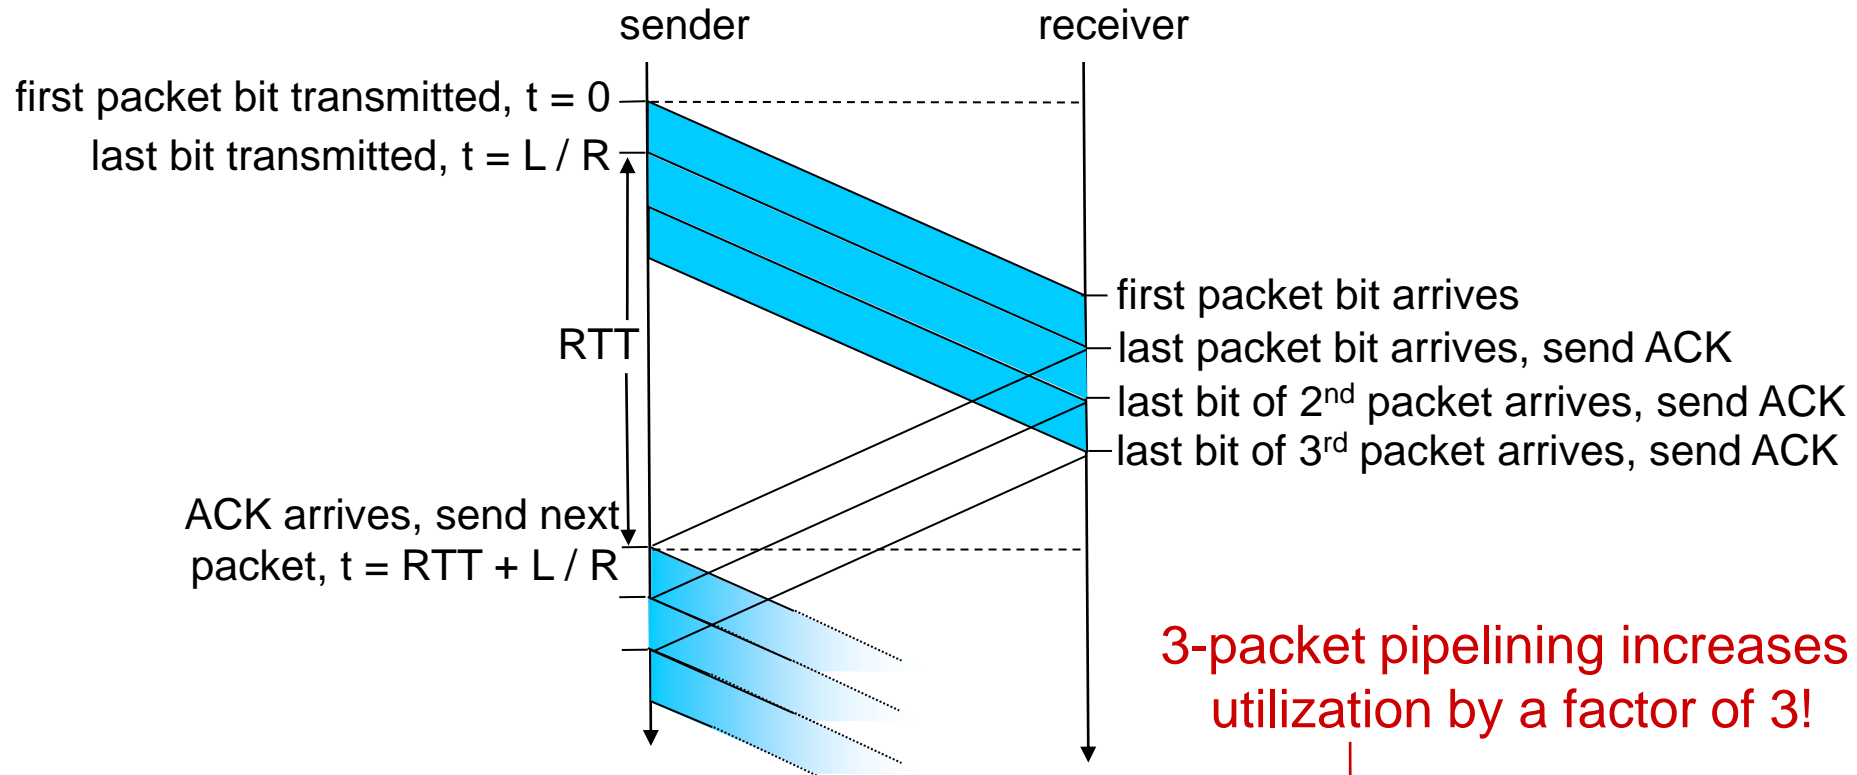 sender
receiver
first packet bit transmitted, t = 0
last bit transmitted, t = L / R
RTT
first packet bit arrives
last packet bit arrives, send ACK
last bit of 2nd packet arrives, send ACK
last bit of 3rd packet arrives, send ACK
ACK arrives, send next
packet, t = RTT + L / R
3-packet pipelining increases
utilization by a factor of 3!